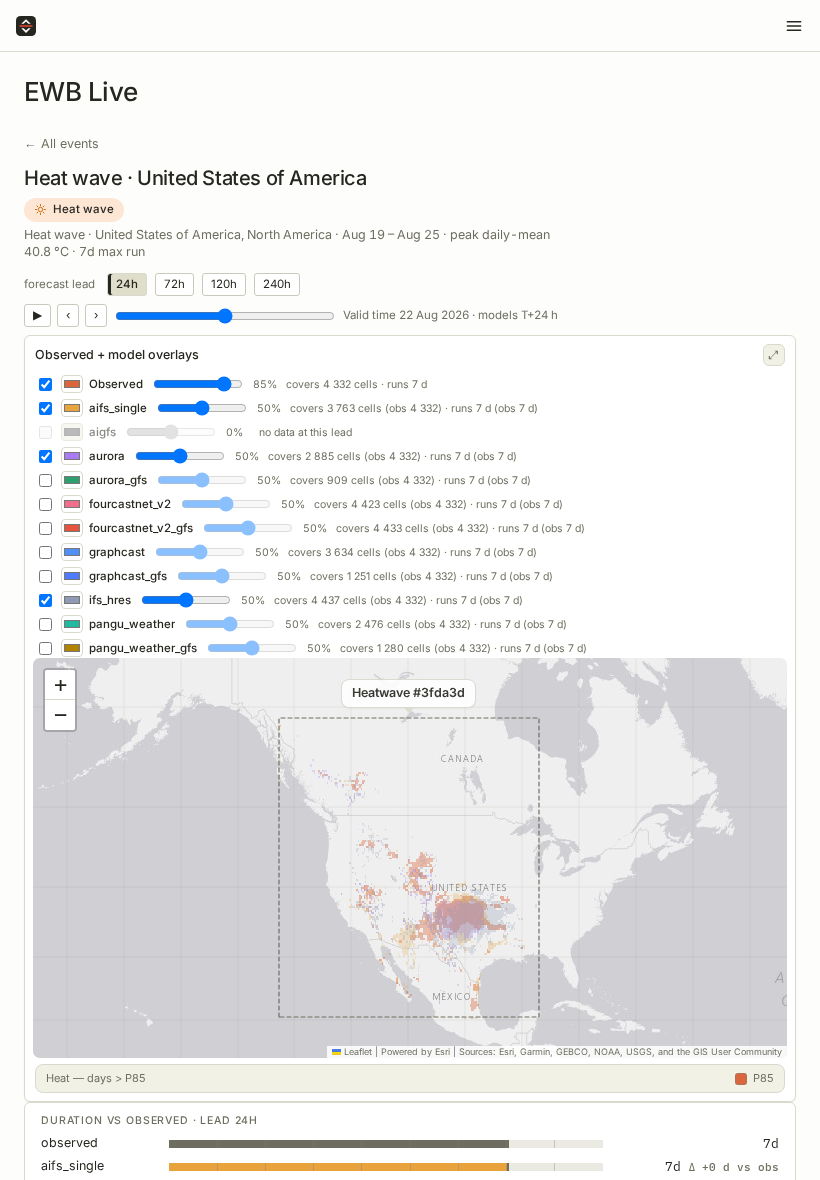 EWB Live
← All events
Heat wave · United States of America
Heat wave
Heat wave · United States of America, North America · Aug 19 – Aug 25 · peak daily-mean
40.8 °C · 7d max run
forecast lead 24h 72h 120h 240h
▶ ‹ › Valid time 22 Aug 2026 · models T+24 h
Observed + model overlays
Observed 85% covers 4 332 cells · runs 7 d
aifs_single 50% covers 3 763 cells (obs 4 332) · runs 7 d (obs 7 d)
aigfs 0% no data at this lead
aurora 50% covers 2 885 cells (obs 4 332) · runs 7 d (obs 7 d)
aurora_gfs 50% covers 909 cells (obs 4 332) · runs 7 d (obs 7 d)
fourcastnet_v2 50% covers 4 423 cells (obs 4 332) · runs 7 d (obs 7 d)
fourcastnet_v2_gfs 50% covers 4 433 cells (obs 4 332) · runs 7 d (obs 7 d)
graphcast 50% covers 3 634 cells (obs 4 332) · runs 7 d (obs 7 d)
graphcast_gfs 50% covers 1 251 cells (obs 4 332) · runs 7 d (obs 7 d)
ifs_hres 50% covers 4 437 cells (obs 4 332) · runs 7 d (obs 7 d)
pangu_weather 50% covers 2 476 cells (obs 4 332) · runs 7 d (obs 7 d)
pangu_weather_gfs 50% covers 1 280 cells (obs 4 332) · runs 7 d (obs 7 d)
+
−
Heatwave #3fda3d
CANADA
UNITED STATES
MÉXICO
A
Leaflet | Powered by Esri | Sources: Esri, Garmin, GEBCO, NOAA, USGS, and the GIS User Community
Heat — days > P85 P85
DURATION VS OBSERVED · LEAD 24H
observed 7d
aifs_single 7d Δ +0 d vs obs